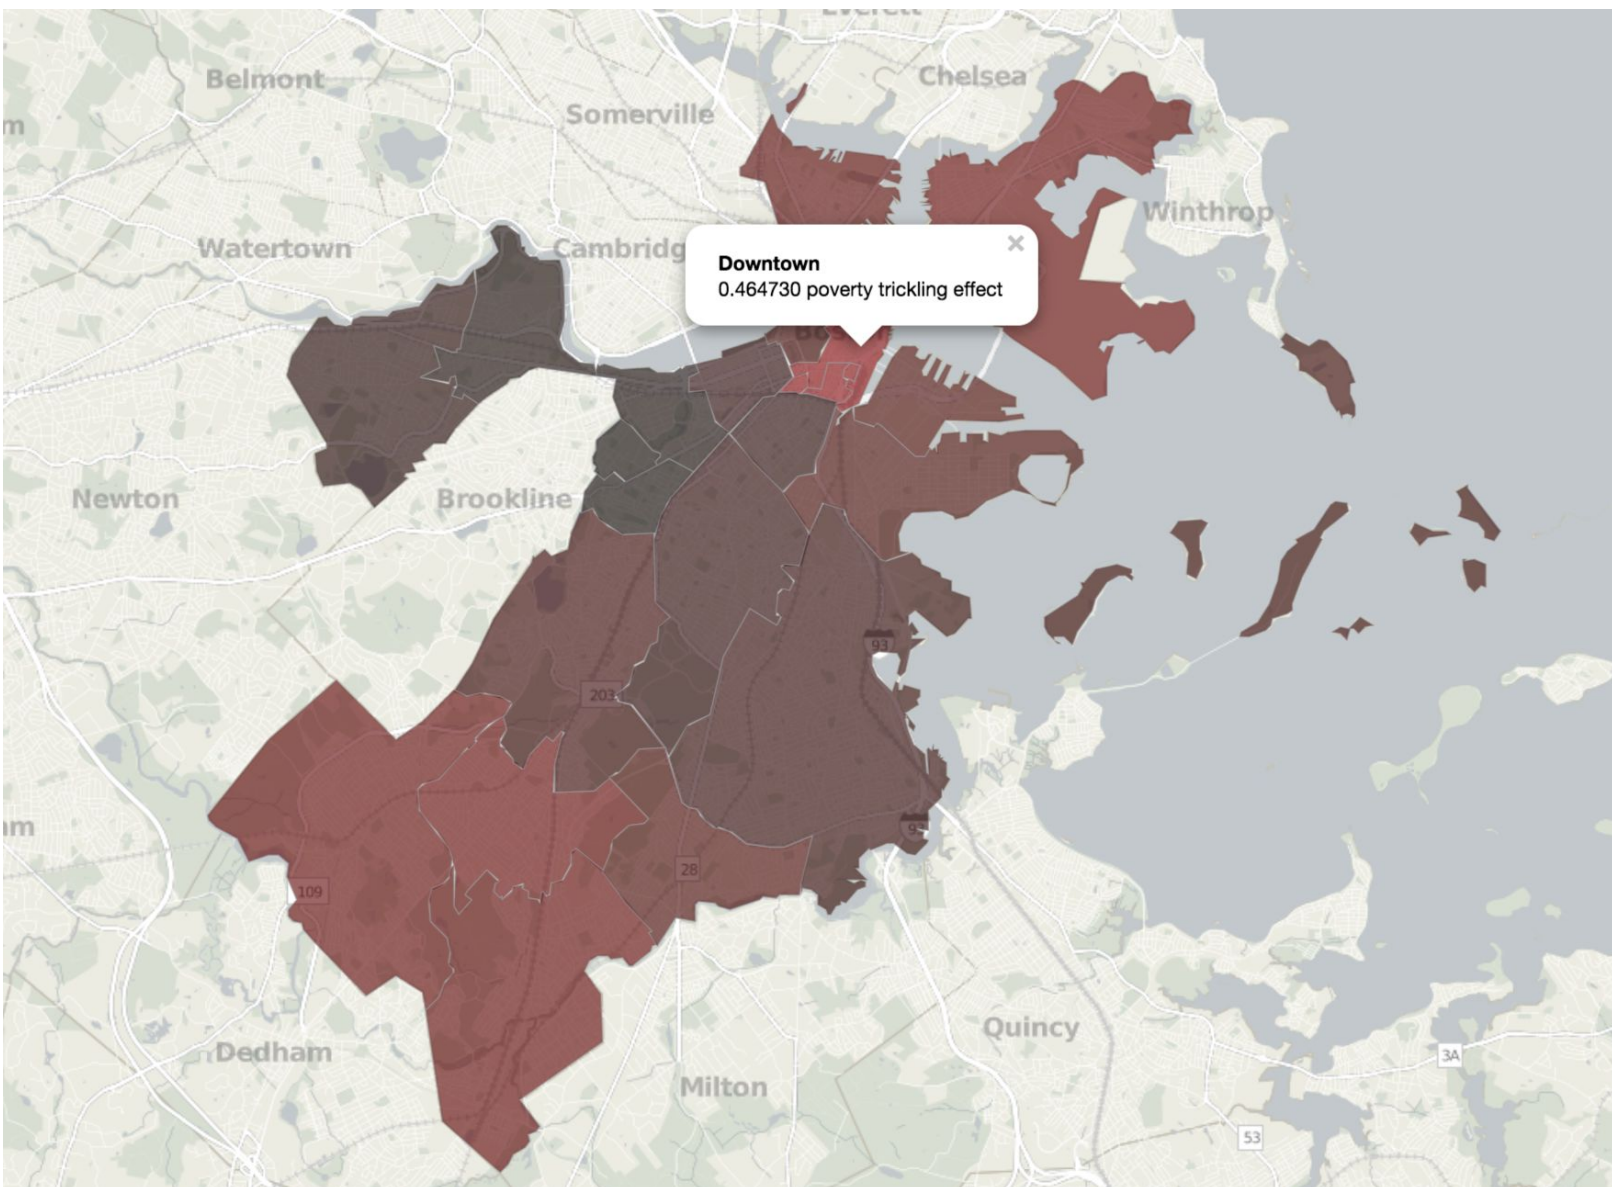 Everett
Belmont
Chelsea
Somerville
m
Winthrop
Watertown
Cambridg
Downtown
×
0.464730 poverty trickling effect
Newton
Brookline
93
203
28
109
Quincy
Dedham
3A
Milton
53